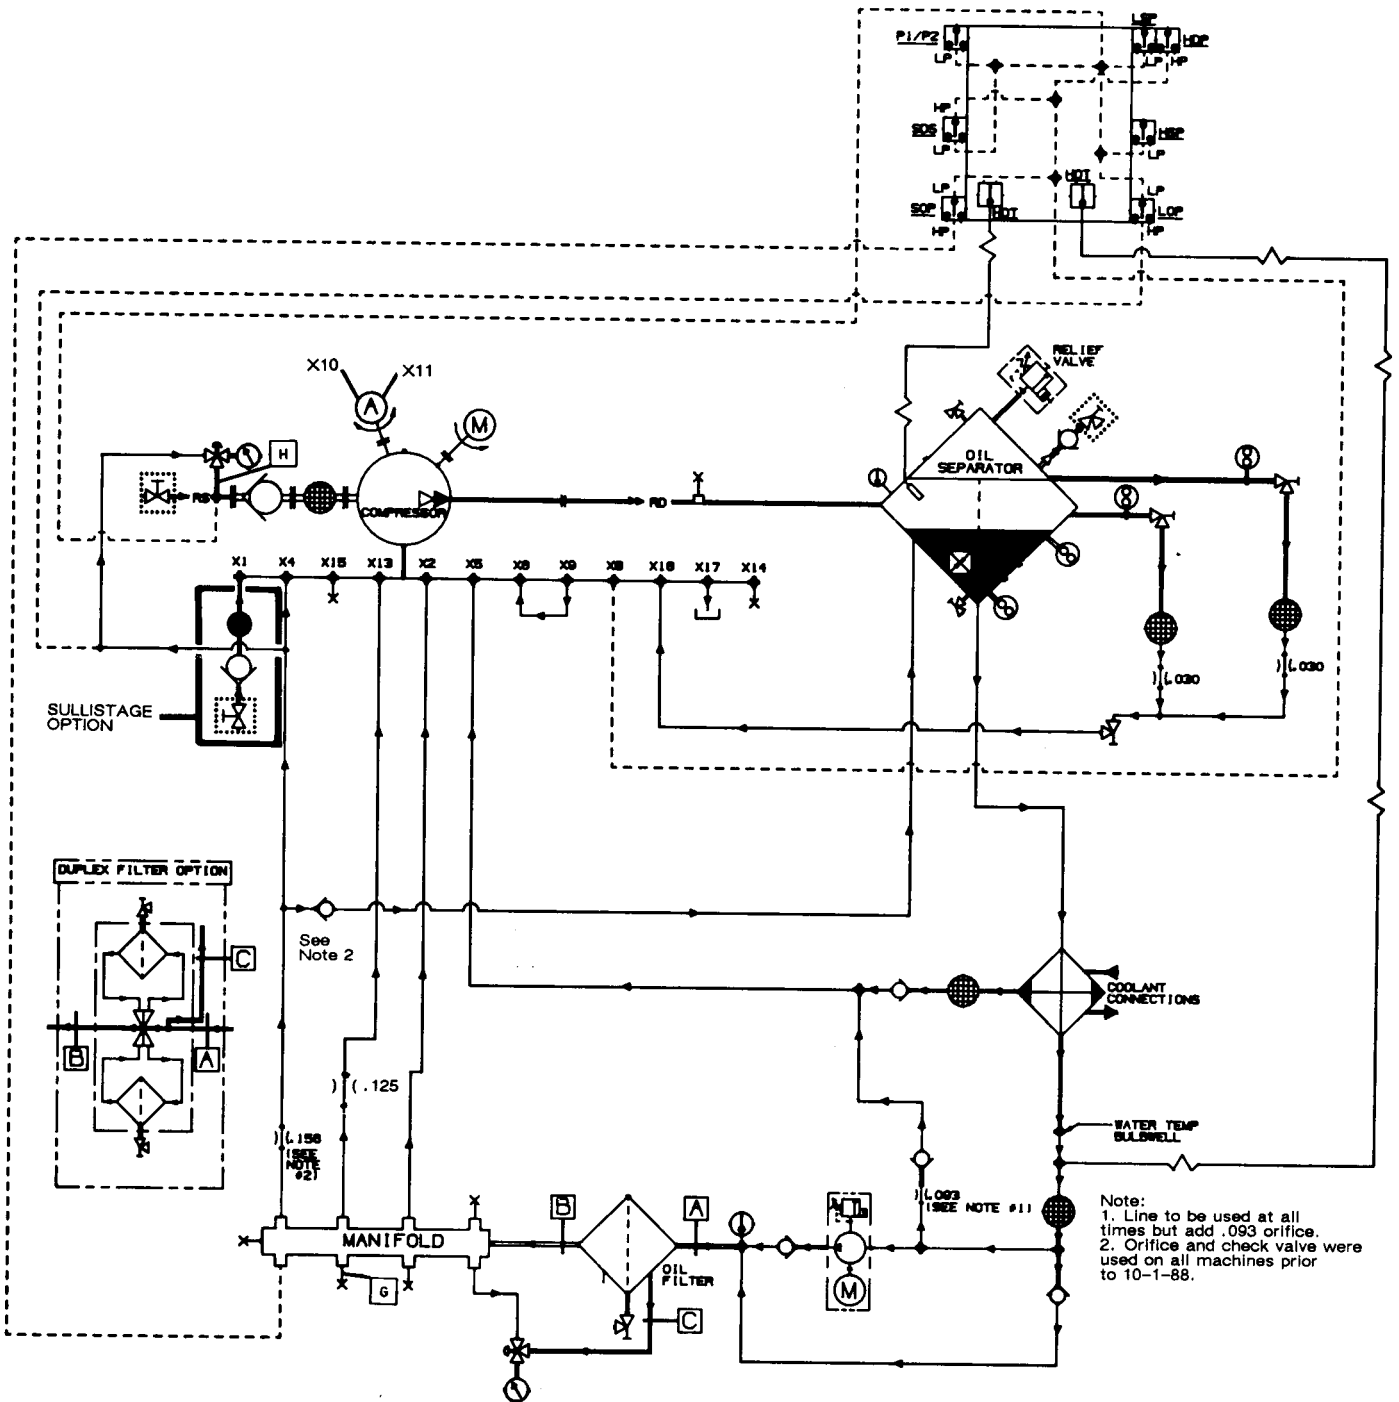 LSP
P1/P2
HDP
LP
LP
HP
HP
SDS
HSP
LP
LP
LP
HDT
LP
SOP
HDT
LOP
HP
HP
RELIEF
VALVE
X10
X11
A
M
H
OIL
SEPARATOR
RS
RD
COMPRESSOR
X1
X4
X15
X13
X2
X5
X9
X16
X17
X14
).(.030
).(.030
SULLISTAGE
OPTION
DUPLEX FILTER OPTION
See
Note 2
C
COOLANT
CONNECTIONS
B
A
)(.125
WATER TEMP
BULBWELL
)(.156
(SEE
NOTE
#2)
)(.093
(SEE NOTE #1)
Note:
1. Line to be used at all
times but add .093 orifice.
2. Orifice and check valve were
used on all machines prior
to 10-1-88.
B
A
MANIFOLD
OIL
FILTER
G
M
C